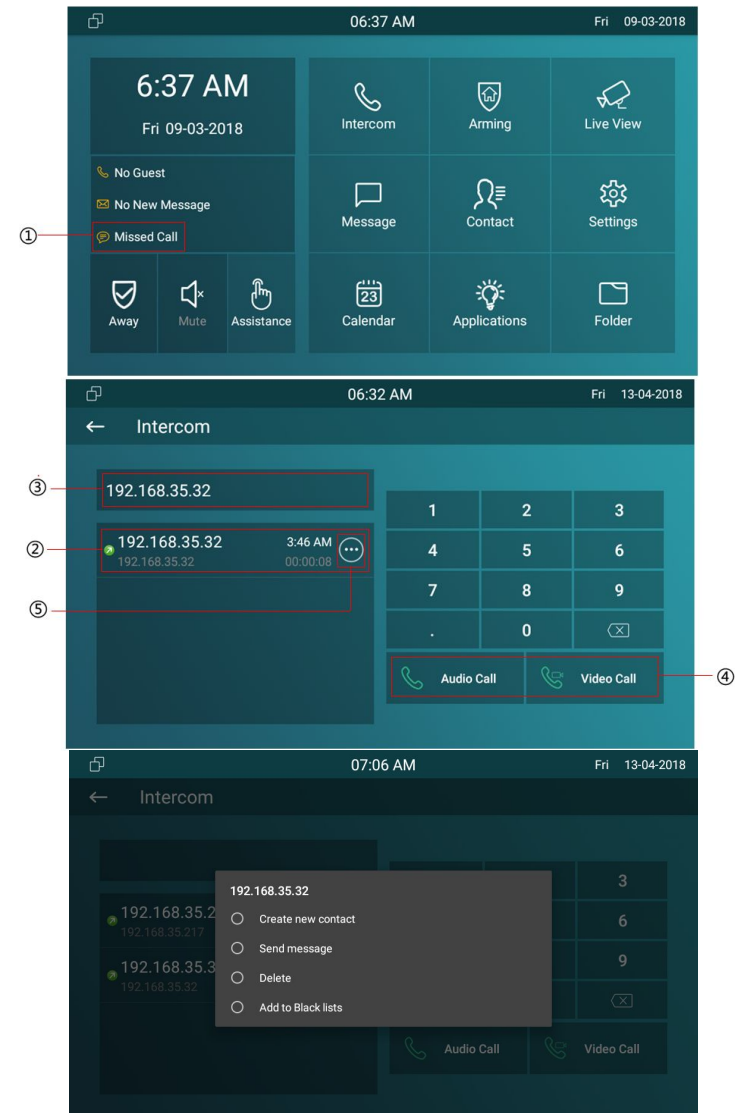 06:37 AM Fri 09-03-2018
6:37 AM
Fri 09-03-2018
No Guest
No New Message
① Missed Call
Away Mute Assistance
Intercom Arming Live View
Message Contact Settings
23
Calendar Applications Folder
06:32 AM Fri 13-04-2018
Intercom
③ 192.168.35.32
② 192.168.35.32 3:46 AM
192.168.35.32 00:00:08
⑤
1 2 3
4 5 6
7 8 9
. 0
Audio Call Video Call ④
07:06 AM Fri 13-04-2018
Intercom
192.168.35.2
192.168.35.217
192.168.35.3
192.168.35.32
192.168.35.32
Create new contact
Send message
Delete
Add to Black lists
3
6
9
Audio Call Video Call